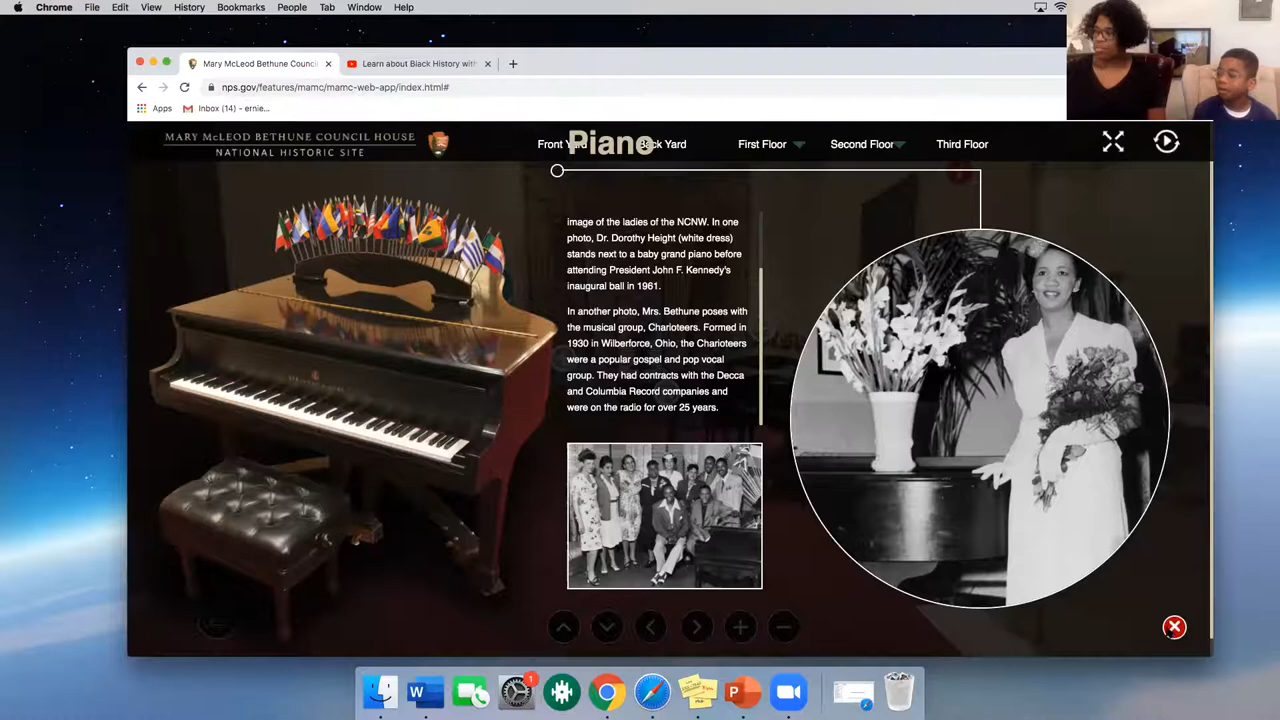 Chrome File Edit View History Bookmarks People Tab Window Help
Mary McLeod Bethune Counci
Learn about Black History with
nps.gov/features/mamc/mamc-web-app/index.html#
Apps Inbox (14) - ernie...
MARY McLEOD BETHUNE COUNCIL HOUSE
NATIONAL HISTORIC SITE
Front Yard Back Yard First Floor Second Floor Third Floor
Piano
image of the ladies of the NCNW. In one
photo, Dr. Dorothy Height (white dress)
stands next to a baby grand piano before
attending President John F. Kennedy's
inaugural ball in 1961.
In another photo, Mrs. Bethune poses with
the musical group, Charioteers. Formed in
1930 in Wilberforce, Ohio, the Charioteers
were a popular gospel and pop vocal
group. They had contracts with the Decca
and Columbia Record companies and
were on the radio for over 25 years.
W
1
P